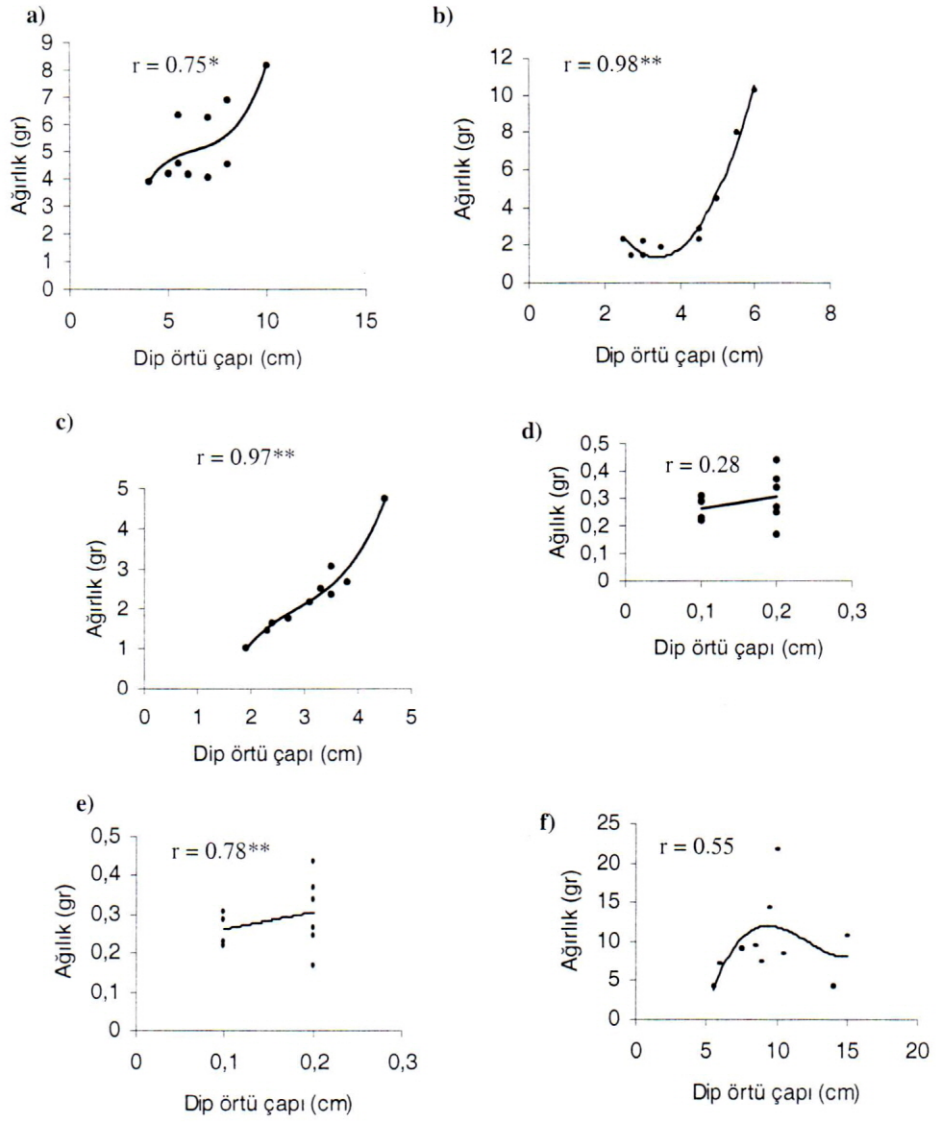 a)
r = 0.75*
9
8
7
6
5
4
3
2
1
0
Ağırlık (gr)
0 5 10 15
Dip örtü çapı (cm)
b)
r = 0.98**
12
10
8
6
4
2
0
Ağırlık (gr)
0 2 4 6 8
Dip örtü çapı (cm)
c)
r = 0.97**
5
4
3
2
1
0
Ağırlık (gr)
0 1 2 3 4 5
Dip örtü çapı (cm)
d)
r = 0.28
0,5
0,4
0,3
0,2
0,1
0
Ağılık (gr)
0 0,1 0,2 0,3
Dip örtü çapı (cm)
e)
r = 0.78**
0,5
0,4
0,3
0,2
0,1
0
Ağılık (gr)
0 0,1 0,2 0,3
Dip örtü çapı (cm)
f)
r = 0.55
25
20
15
10
5
0
Ağırlık (gr)
0 5 10 15 20
Dip örtü çapı (cm)